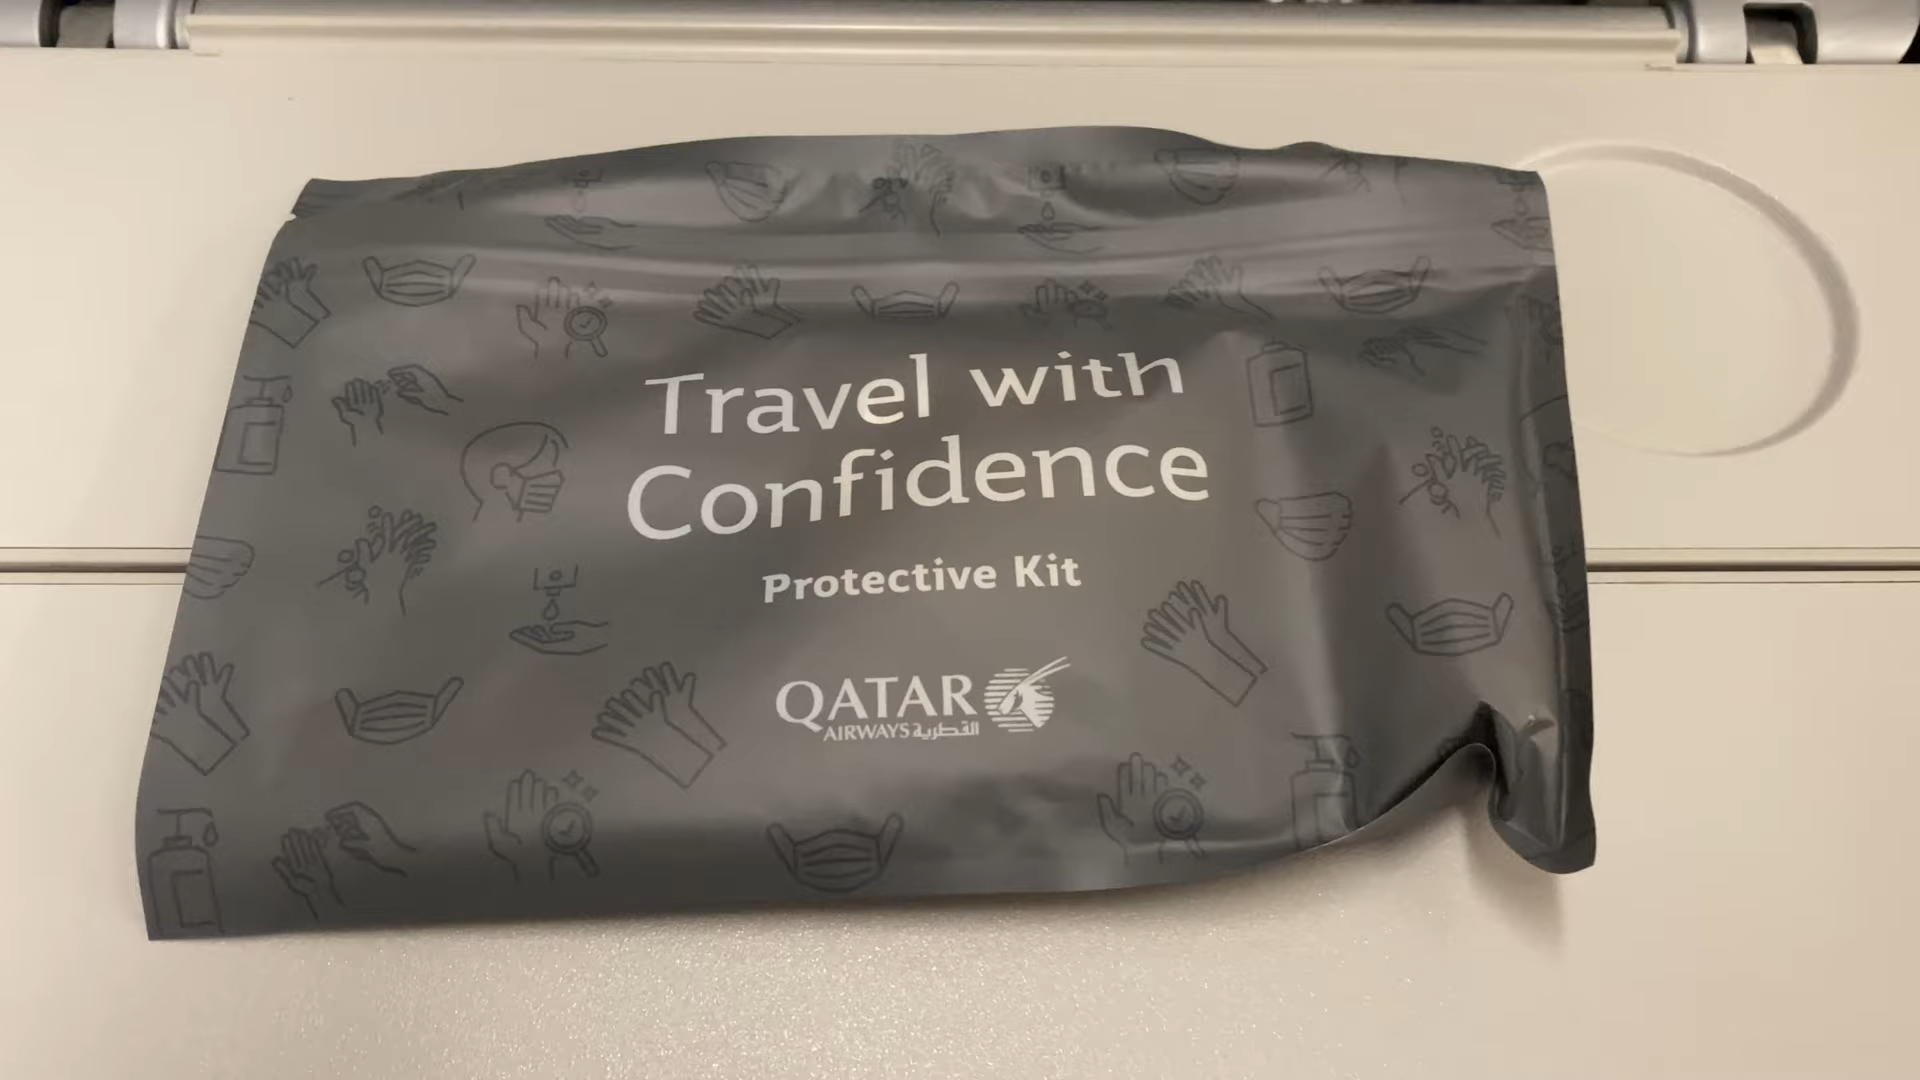 Travel with
Confidence
Protective Kit
QATAR
AIRWAYS القطرية